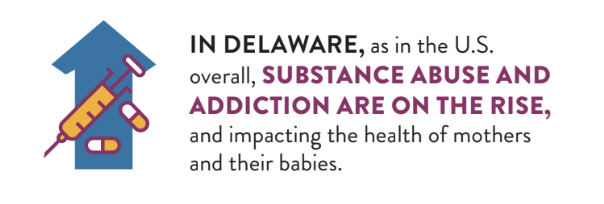 IN DELAWARE, as in the U.S.
overall, SUBSTANCE ABUSE AND
ADDICTION ARE ON THE RISE,
and impacting the health of mothers
and their babies.